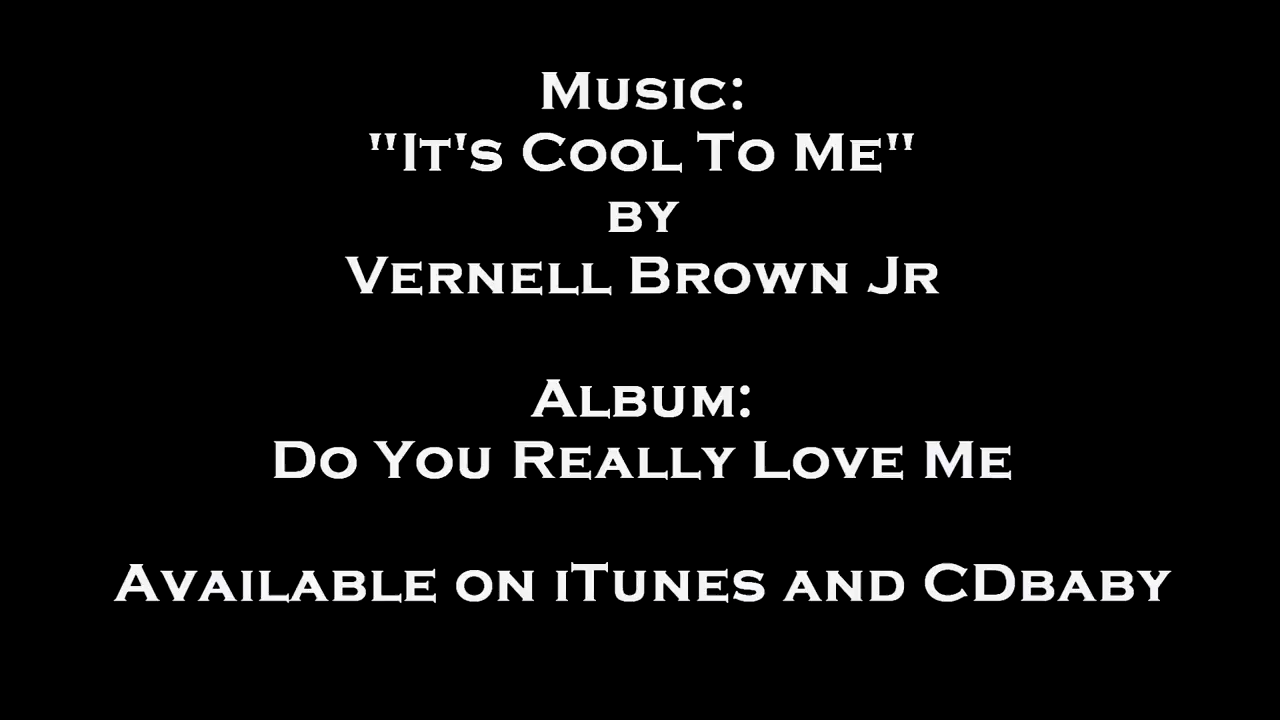 Music:
"It's Cool To Me"
by
Vernell Brown Jr
Album:
Do You Really Love Me
Available on iTunes and CDbaby